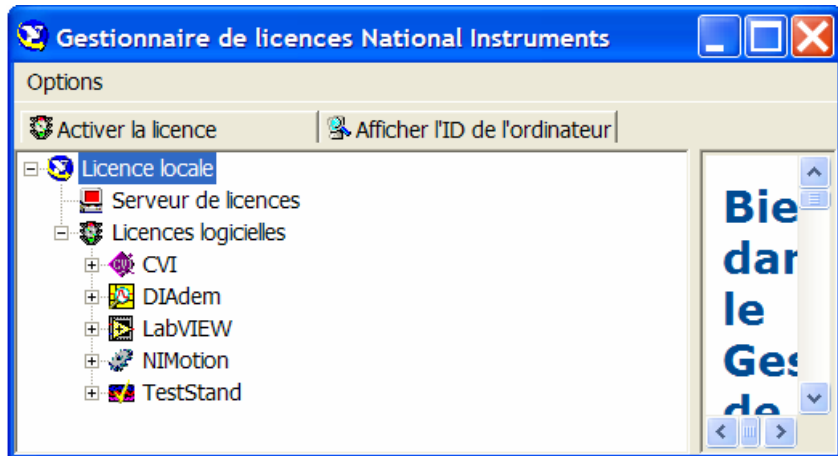 Gestionnaire de licences National Instruments
Options
Activer la licence
Afficher l'ID de l'ordinateur
Licence locale
Serveur de licences
Licences logicielles
CVI
DIAdem
LabVIEW
NIMotion
TestStand
Bie
dar
le
Ges
de